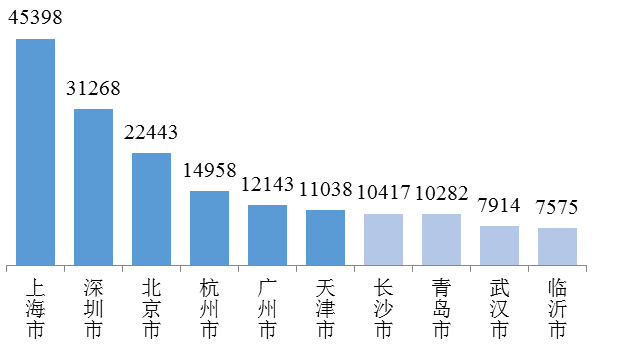 45398
31268
22443
14958
12143
11038
10417
10282
7914
7575
上海市
深圳市
北京市
杭州市
广州市
天津市
长沙市
青岛市
武汉市
临沂市